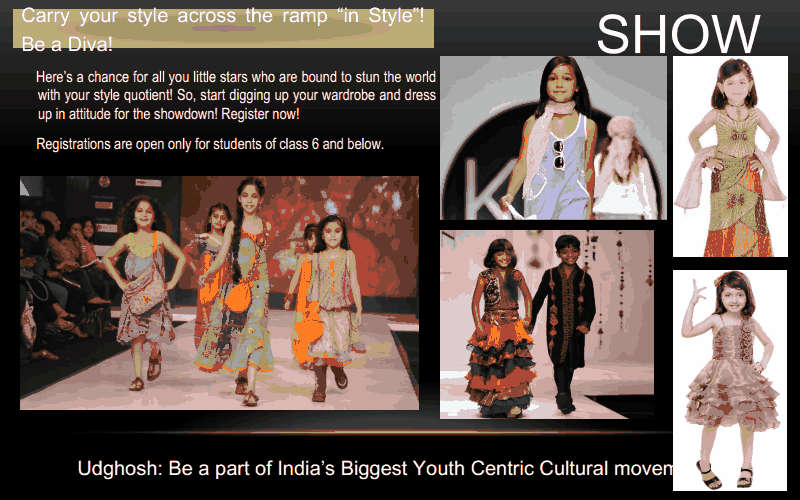 Carry your style across the ramp “in Style”!
Be a Diva!
SHOW
Here’s a chance for all you little stars who are bound to stun the world
with your style quotient! So, start digging up your wardrobe and dress
up in attitude for the showdown! Register now!
Registrations are open only for students of class 6 and below.
K
Udghosh: Be a part of India’s Biggest Youth Centric Cultural movem